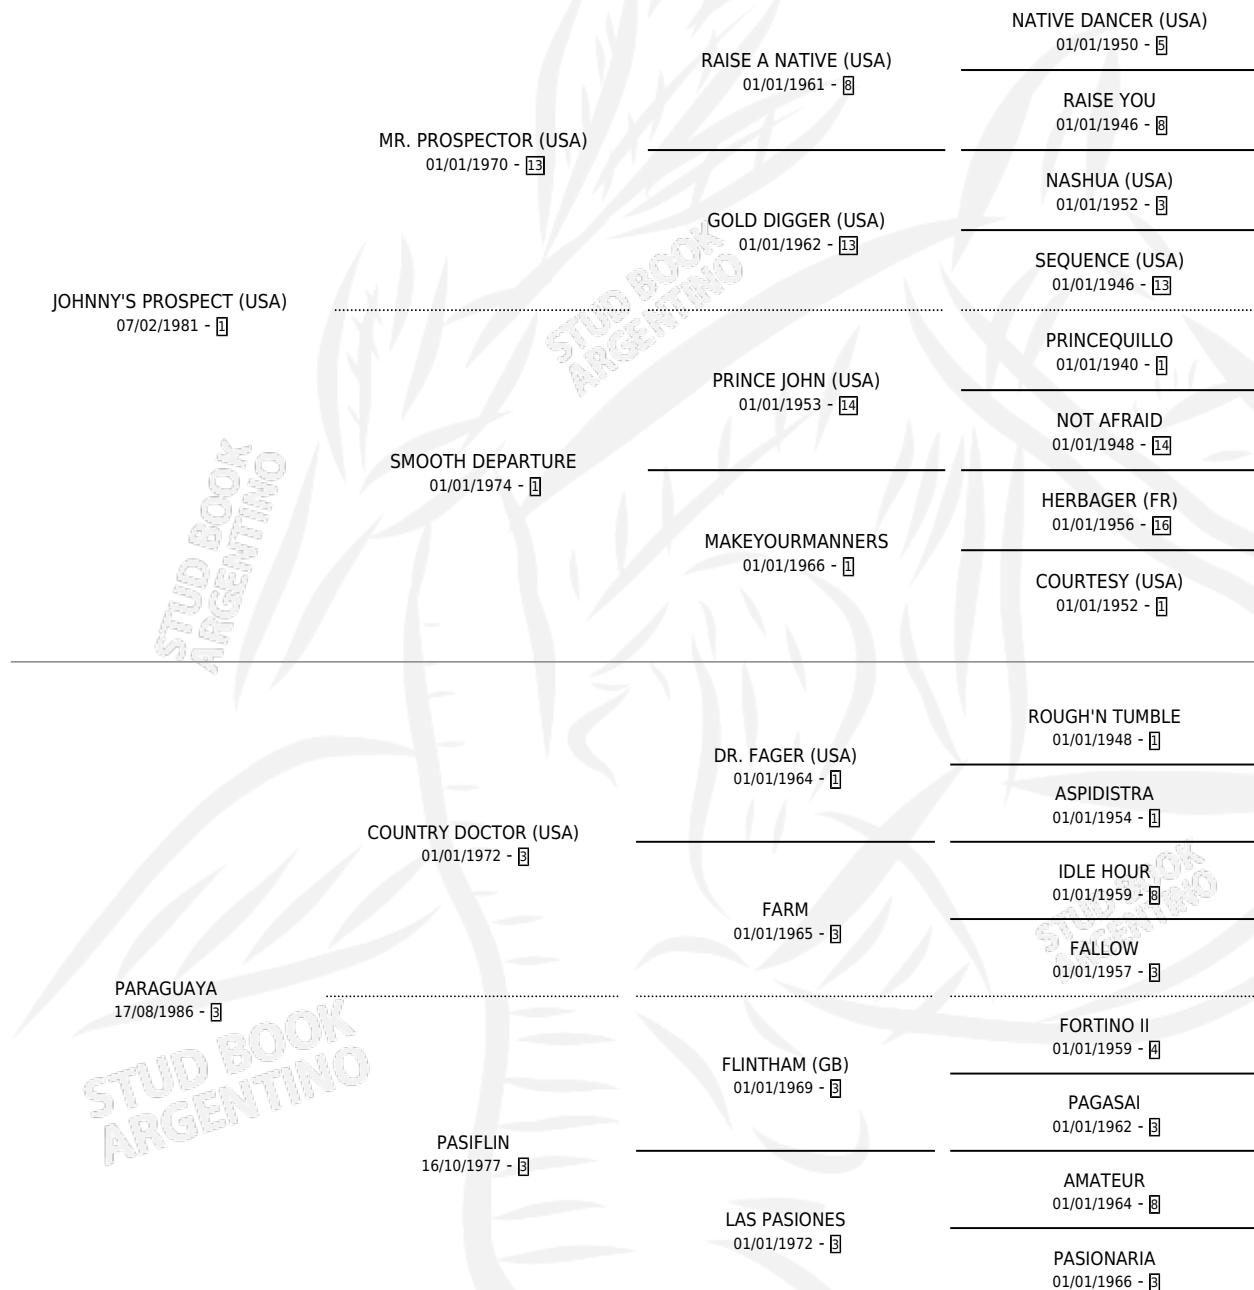 NATIVE DANCER (USA)
01/01/1950 - 5
RAISE A NATIVE (USA)
01/01/1961 - 8
RAISE YOU
01/01/1946 - 8
MR. PROSPECTOR (USA)
01/01/1970 - 13
NASHUA (USA)
01/01/1952 - 3
GOLD DIGGER (USA)
01/01/1962 - 13
SEQUENCE (USA)
01/01/1946 - 13
JOHNNY'S PROSPECT (USA)
07/02/1981 - 1
PRINCEQUILLO
01/01/1940 - 1
PRINCE JOHN (USA)
01/01/1953 - 14
NOT AFRAID
01/01/1948 - 14
SMOOTH DEPARTURE
01/01/1974 - 1
HERBAGER (FR)
01/01/1956 - 16
MAKEYOURMANNERS
01/01/1966 - 1
COURTESY (USA)
01/01/1952 - 1
ROUGH'N TUMBLE
01/01/1948 - 1
DR. FAGER (USA)
01/01/1964 - 1
ASPIDISTRA
01/01/1954 - 1
COUNTRY DOCTOR (USA)
01/01/1972 - 3
IDLE HOUR
01/01/1959 - 8
FARM
01/01/1965 - 3
FALLOW
01/01/1957 - 3
PARAGUAYA
17/08/1986 - 3
FORTINO II
01/01/1959 - 4
FLINTHAM (GB)
01/01/1969 - 3
PAGASAI
01/01/1962 - 3
PASIFLIN
16/10/1977 - 3
AMATEUR
01/01/1964 - 8
LAS PASIONES
01/01/1972 - 3
PASIONARIA
01/01/1966 - 3
STUD BOOK
ARGENTINO
STUD BOOK
ARGENTINO
STUD BOOK
ARGENTINO
STUD BOOK
ARGENTINO